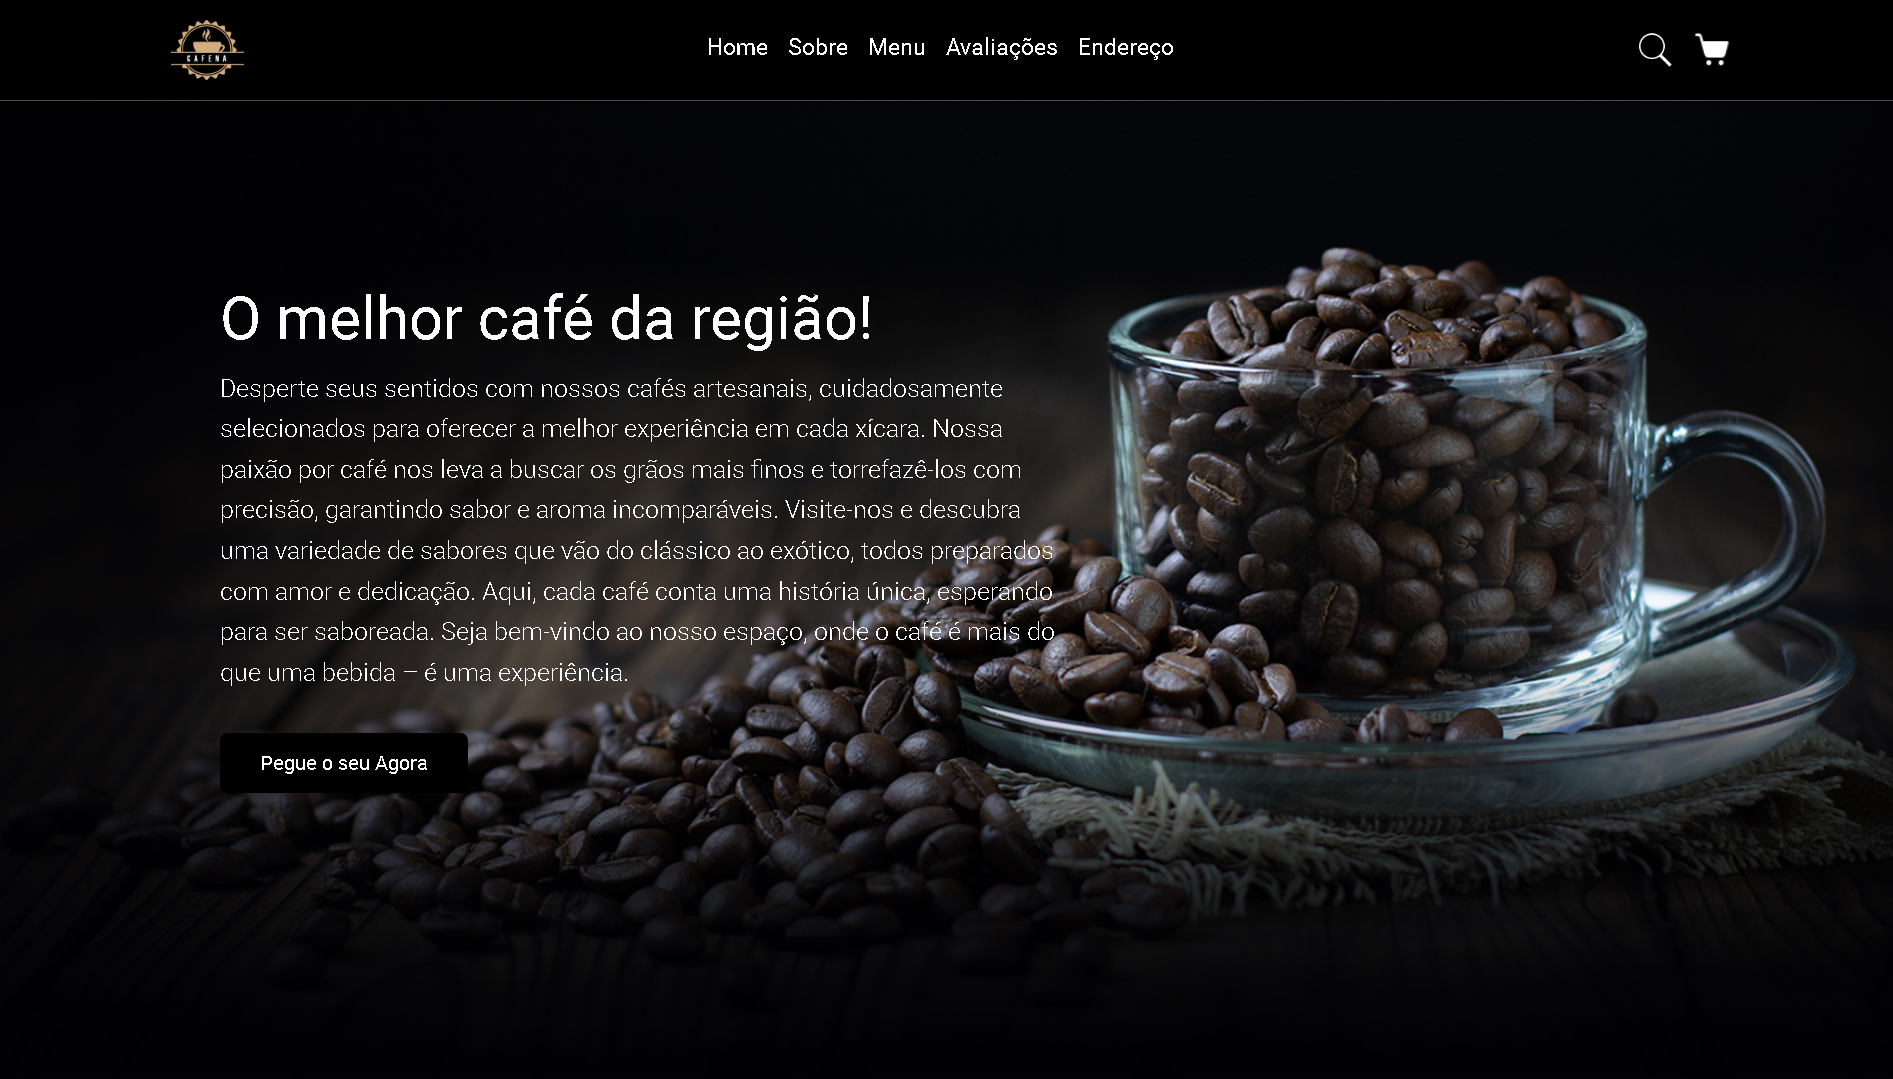 CAFENA
Home Sobre Menu Avaliações Endereço
O melhor café da região!
Desperte seus sentidos com nossos cafés artesanais, cuidadosamente
selecionados para oferecer a melhor experiência em cada xícara. Nossa
paixão por café nos leva a buscar os grãos mais finos e torrefazê-los com
precisão, garantindo sabor e aroma incomparáveis. Visite-nos e descubra
uma variedade de sabores que vão do clássico ao exótico, todos preparados
com amor e dedicação. Aqui, cada café conta uma história única, esperando
para ser saboreada. Seja bem-vindo ao nosso espaço, onde o café é mais do
que uma bebida – é uma experiência.
Pegue o seu Agora